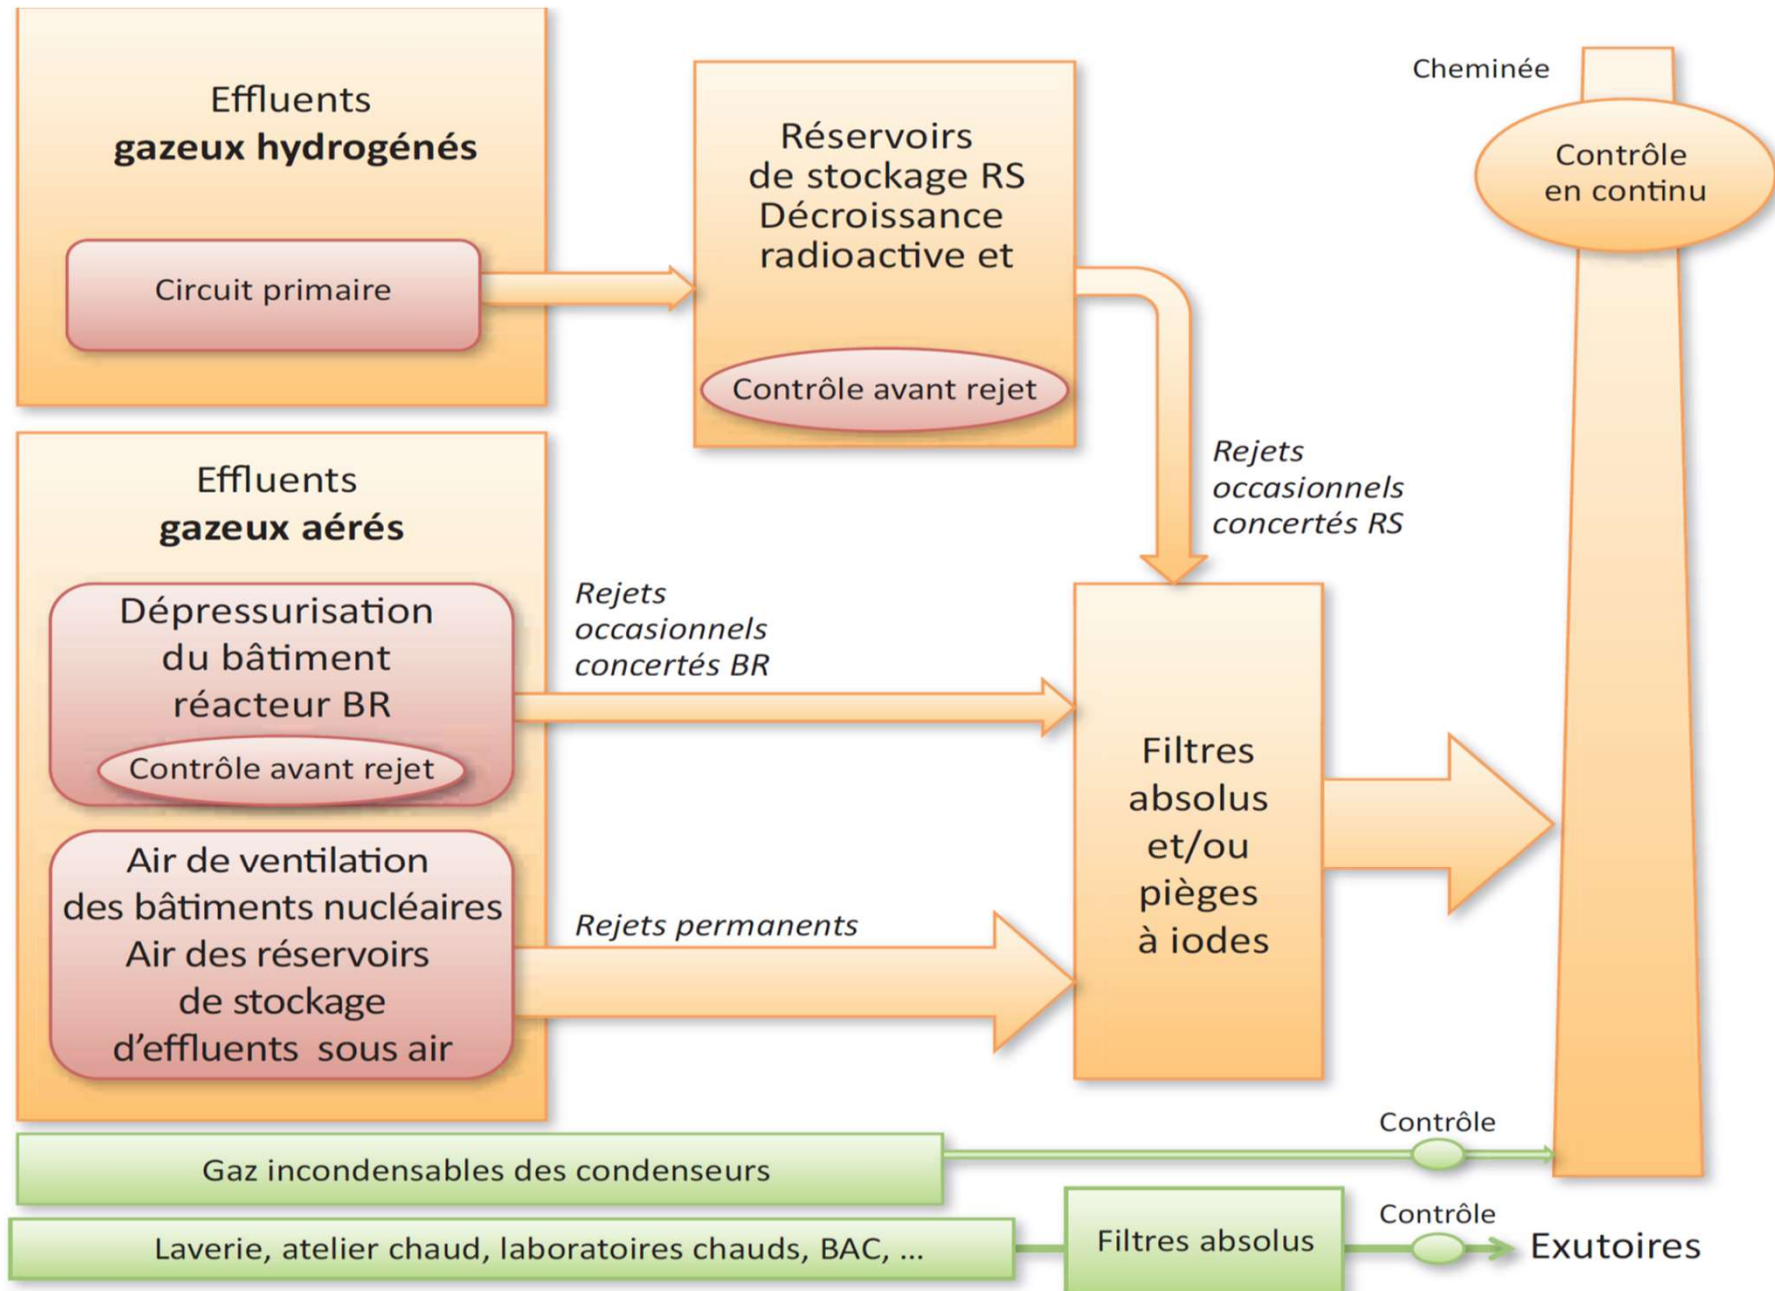 Effluents
gazeux hydrogénés
Circuit primaire
Réservoirs
de stockage RS
Décroissance
radioactive et
Contrôle avant rejet
Rejets
occasionnels
concertés RS
Cheminée
Contrôle
en continu
Effluents
gazeux aérés
Dépressurisation
du bâtiment
réacteur BR
Contrôle avant rejet
Rejets
occasionnels
concertés BR
Air de ventilation
des bâtiments nucléaires
Air des réservoirs
de stockage
d’effluents sous air
Rejets permanents
Filtres
absolus
et/ou
pièges
à iodes
Gaz incondensables des condenseurs
Contrôle
Laverie, atelier chaud, laboratoires chauds, BAC, ...
Filtres absolus
Contrôle
Exutoires